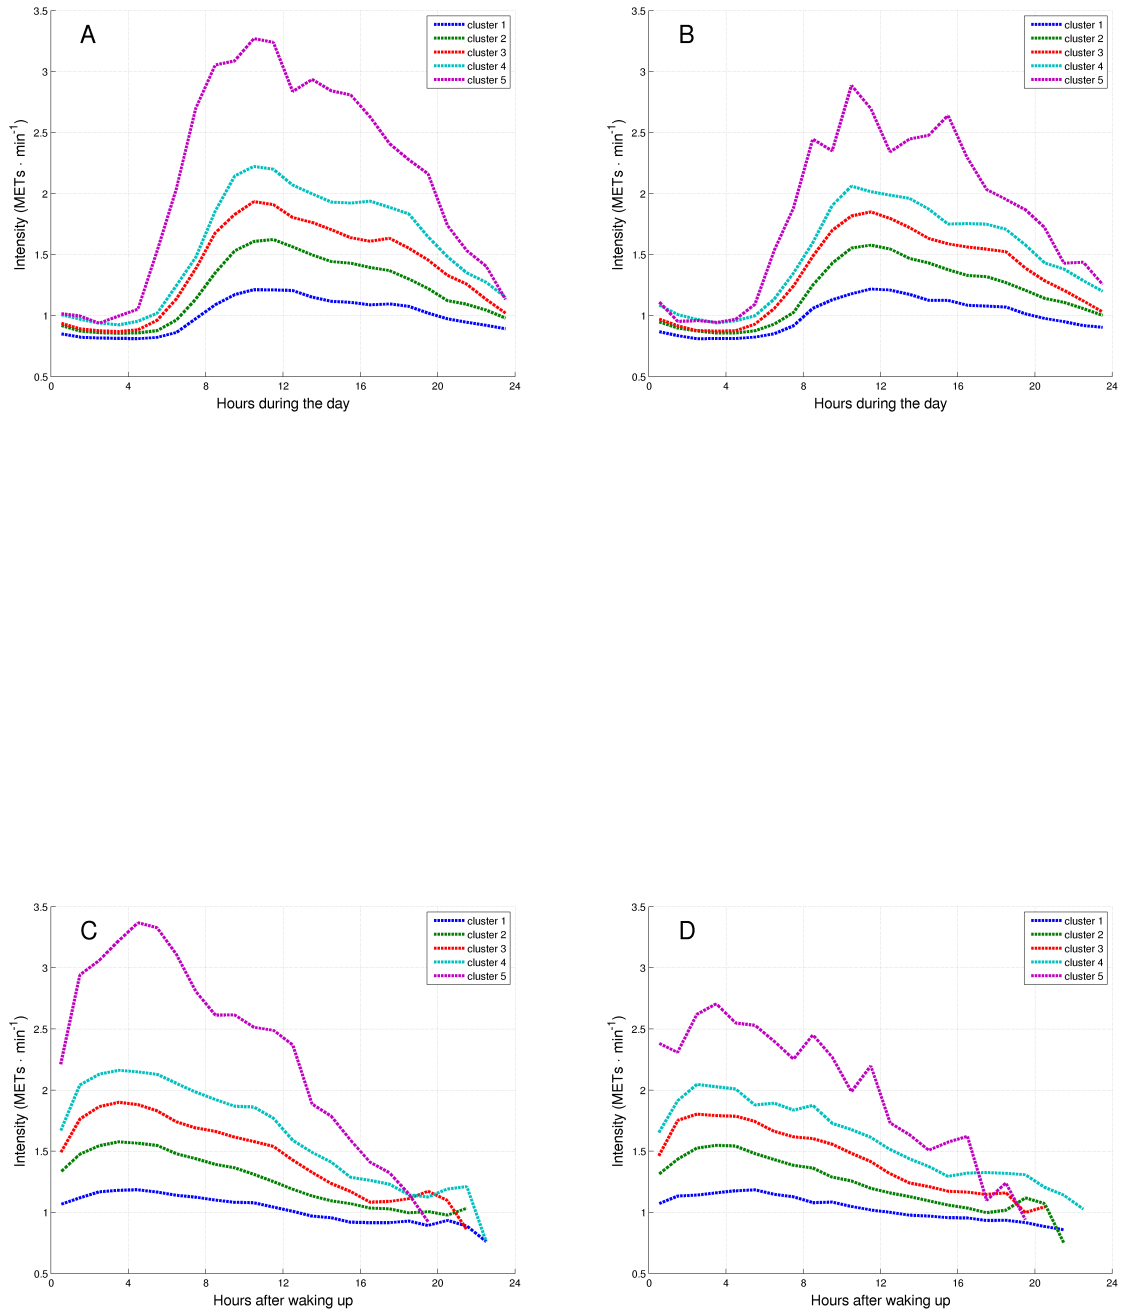 A
cluster 1
cluster 2
cluster 3
cluster 4
cluster 5
Intensity (METs · min⁻¹)
3.5
3
2.5
2
1.5
1
0.5
0 4 8 12 16 20 24
Hours during the day
B
cluster 1
cluster 2
cluster 3
cluster 4
cluster 5
Intensity (METs · min⁻¹)
3.5
3
2.5
2
1.5
1
0.5
0 4 8 12 16 20 24
Hours during the day
C
cluster 1
cluster 2
cluster 3
cluster 4
cluster 5
Intensity (METs · min⁻¹)
3.5
3
2.5
2
1.5
1
0.5
0 4 8 12 16 20 24
Hours after waking up
D
cluster 1
cluster 2
cluster 3
cluster 4
cluster 5
Intensity (METs · min⁻¹)
3.5
3
2.5
2
1.5
1
0.5
0 4 8 12 16 20 24
Hours after waking up